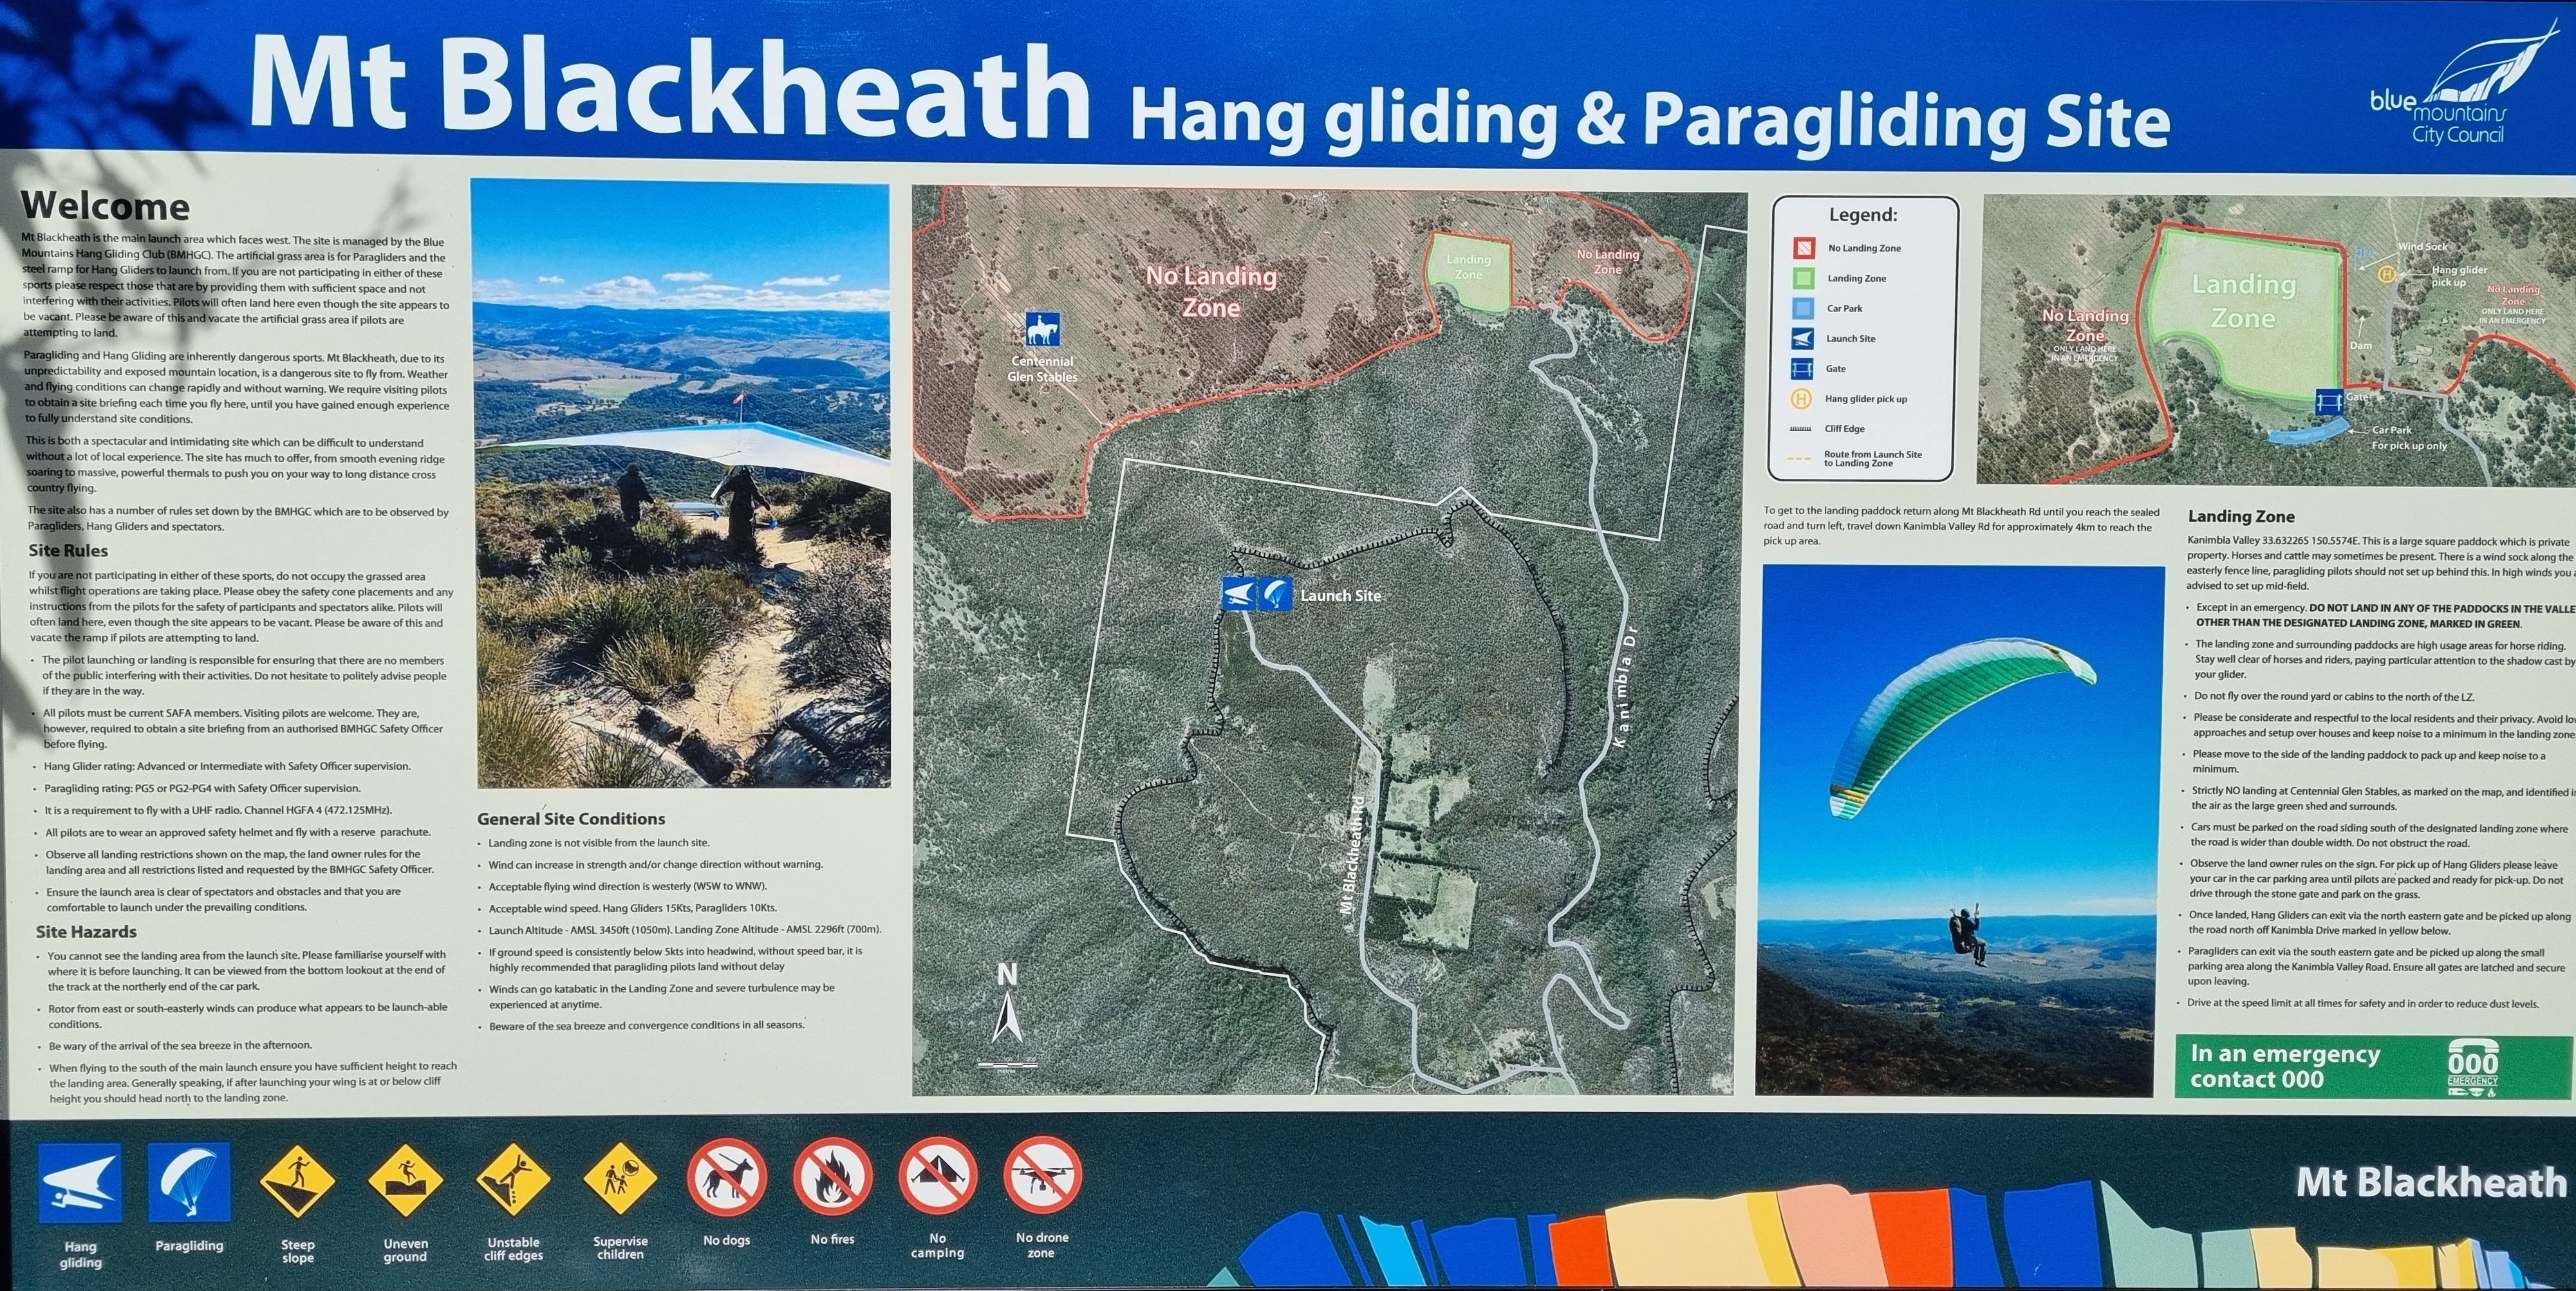 Mt Blackheath Hang gliding & Paragliding Site
blue
mountains
City Council
Welcome
Mt Blackheath is the main launch area which faces west. The site is managed by the Blue
Mountains Hang Gliding Club (BMHGC). The artificial grass area is for Paragliders and the
steel ramp for Hang Gliders to launch from. If you are not participating in either of these
sports please respect those that are by providing them with sufficient space and not
interfering with their activities. Pilots will often land here even though the site appears to
be vacant. Please be aware of this and vacate the artificial grass area if pilots are
attempting to land.
Paragliding and Hang Gliding are inherently dangerous sports. Mt Blackheath, due to its
unpredictability and exposed mountain location, is a dangerous site to fly from. Weather
and flying conditions can change rapidly and without warning. We require visiting pilots
to obtain a site briefing each time you fly here, until you have gained enough experience
to fully understand site conditions.
This is both a spectacular and intimidating site which can be difficult to understand
without a lot of local experience. The site has much to offer, from smooth evening ridge
soaring to massive, powerful thermals to push you on your way to long distance cross
country flying.
The site also has a number of rules set down by the BMHGC which are to be observed by
Paragliders, Hang Gliders and spectators.
Site Rules
If you are not participating in either of these sports, do not occupy the grassed area
whilst flight operations are taking place. Please obey the safety cone placements and any
instructions from the pilots for the safety of participants and spectators alike. Pilots will
often land here, even though the site appears to be vacant. Please be aware of this and
vacate the ramp if pilots are attempting to land.
• The pilot launching or landing is responsible for ensuring that there are no members
of the public interfering with their activities. Do not hesitate to politely advise people
if they are in the way.
• All pilots must be current SAFA members. Visiting pilots are welcome. They are,
however, required to obtain a site briefing from an authorised BMHGC Safety Officer
before flying.
• Hang Glider rating: Advanced or Intermediate with Safety Officer supervision.
• Paragliding rating: PG5 or PG2-PG4 with Safety Officer supervision.
• It is a requirement to fly with a UHF radio. Channel HGFA 4 (472.125MHz).
• All pilots are to wear an approved safety helmet and fly with a reserve parachute.
• Observe all landing restrictions shown on the map, the land owner rules for the
landing area and all restrictions listed and requested by the BMHGC Safety Officer.
• Ensure the launch area is clear of spectators and obstacles and that you are
comfortable to launch under the prevailing conditions.
Site Hazards
• You cannot see the landing area from the launch site. Please familiarise yourself with
where it is before launching. It can be viewed from the bottom lookout at the end of
the track at the northerly end of the car park.
• Rotor from east or south-easterly winds can produce what appears to be launch-able
conditions.
• Be wary of the arrival of the sea breeze in the afternoon.
• When flying to the south of the main launch ensure you have sufficient height to reach
the landing area. Generally speaking, if after launching your wing is at or below cliff
height you should head north to the landing zone.
General Site Conditions
• Landing zone is not visible from the launch site.
• Wind can increase in strength and/or change direction without warning.
• Acceptable flying wind direction is westerly (WSW to WNW).
• Acceptable wind speed. Hang Gliders 15Kts, Paragliders 10Kts.
• Launch Altitude - AMSL 3450ft (1050m). Landing Zone Altitude - AMSL 2296ft (700m).
• If ground speed is consistently below 5kts into headwind, without speed bar, it is
highly recommended that paragliding pilots land without delay
• Winds can go katabatic in the Landing Zone and severe turbulence may be
experienced at anytime.
• Beware of the sea breeze and convergence conditions in all seasons.
No Landing
Zone
Landing
Zone
No Landing
Zone
Centennial
Glen Stables
Launch Site
Kanimbla Dr
Mt Blackheath Rd
N
Legend:
No Landing Zone
Landing Zone
Car Park
Launch Site
Gate
H Hang glider pick up
Cliff Edge
Route from Launch Site
to Landing Zone
Landing
Zone
No Landing
Zone
ONLY LAND HERE
IN AN EMERGENCY
Wind Sock
H
Hang glider
pick up
No Landing
Zone
ONLY LAND HERE
IN AN EMERGENCY
Dam
Gate
Car Park
For pick up only
To get to the landing paddock return along Mt Blackheath Rd until you reach the sealed
road and turn left, travel down Kanimbla Valley Rd for approximately 4km to reach the
pick up area.
Landing Zone
Kanimbla Valley 33.63226S 150.5574E. This is a large square paddock which is private
property. Horses and cattle may sometimes be present. There is a wind sock along the
easterly fence line, paragliding pilots should not set up behind this. In high winds you
advised to set up mid-field.
• Except in an emergency. DO NOT LAND IN ANY OF THE PADDOCKS IN THE
OTHER THAN THE DESIGNATED LANDING ZONE, MARKED IN GREEN.
• The landing zone and surrounding paddocks are high usage areas for horse riding.
Stay well clear of horses and riders, paying particular attention to the shadow cast by
your glider.
• Do not fly over the round yard or cabins to the north of the LZ.
• Please be considerate and respectful to the local residents and their privacy. Avoid
approaches and setup over houses and keep noise to a minimum in the landing zone
• Please move to the side of the landing paddock to pack up and keep noise to a
minimum.
• Strictly NO landing at Centennial Glen Stables, as marked on the map, and identified
the air as the large green shed and surrounds.
• Cars must be parked on the road siding south of the designated landing zone where
the road is wider than double width. Do not obstruct the road.
• Observe the land owner rules on the sign. For pick up of Hang Gliders please leave
your car in the car parking area until pilots are packed and ready for pick-up. Do not
drive through the stone gate and park on the grass.
• Once landed, Hang Gliders can exit via the north eastern gate and be picked up along
the road north off Kanimbla Drive marked in yellow below.
• Paragliders can exit via the south eastern gate and be picked up along the small
parking area along the Kanimbla Valley Road. Ensure all gates are latched and secure
upon leaving.
• Drive at the speed limit at all times for safety and in order to reduce dust levels.
In an emergency
contact 000
000
EMERGENCY
Hang
gliding
Paragliding
Steep
slope
Uneven
ground
Unstable
cliff edges
Supervise
children
No dogs
No fires
No
camping
No drone
zone
Mt Blackheath